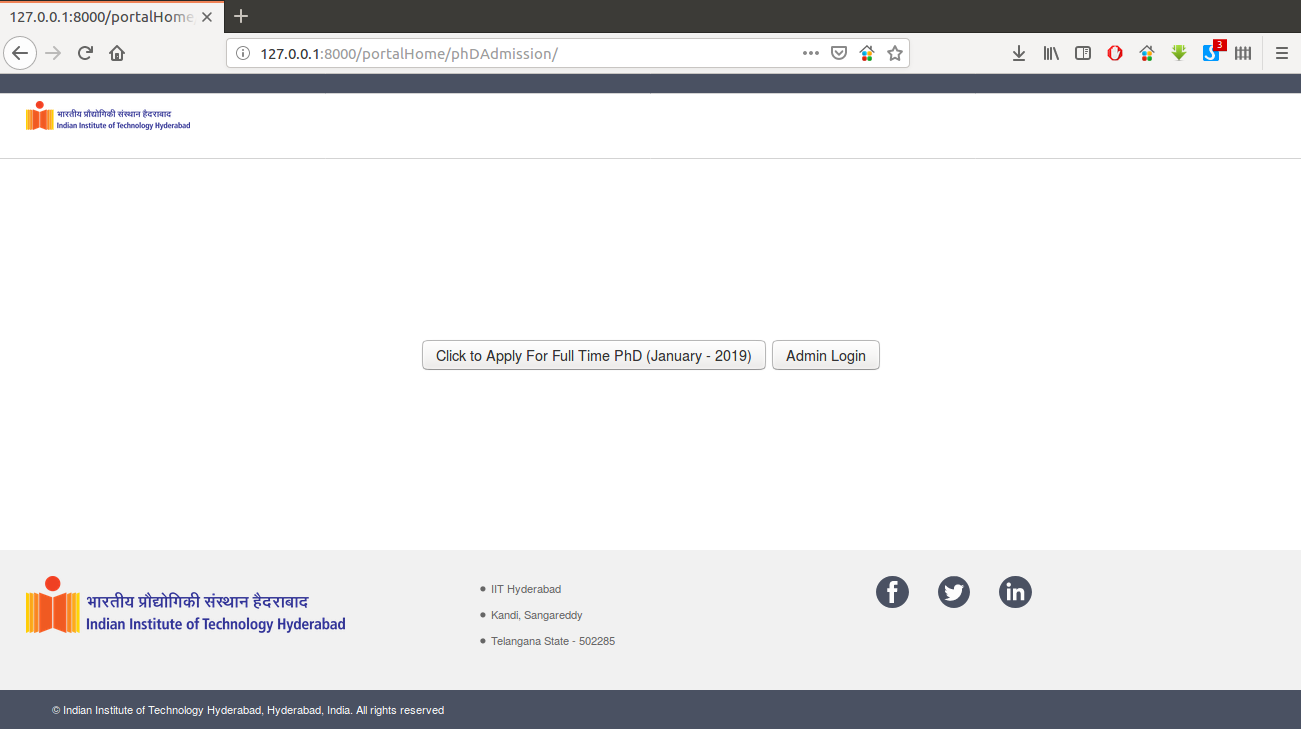 127.0.0.1:8000/portalHome
127.0.0.1:8000/portalHome/phDAdmission/
3
भारतीय प्रौद्योगिकी संस्थान हैदराबाद
Indian Institute of Technology Hyderabad
Click to Apply For Full Time PhD (January - 2019) Admin Login
भारतीय प्रौद्योगिकी संस्थान हैदराबाद
Indian Institute of Technology Hyderabad
IIT Hyderabad
Kandi, Sangareddy
Telangana State - 502285
© Indian Institute of Technology Hyderabad, Hyderabad, India. All rights reserved